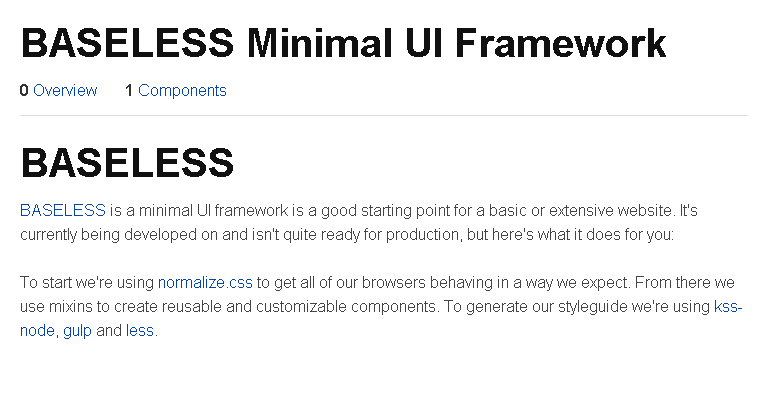 BASELESS Minimal UI Framework
0 Overview 1 Components
BASELESS
BASELESS is a minimal UI framework is a good starting point for a basic or extensive website. It's
currently being developed on and isn't quite ready for production, but here's what it does for you:
To start we're using normalize.css to get all of our browsers behaving in a way we expect. From there we
use mixins to create reusable and customizable components. To generate our styleguide we're using kss-
node, gulp and less.